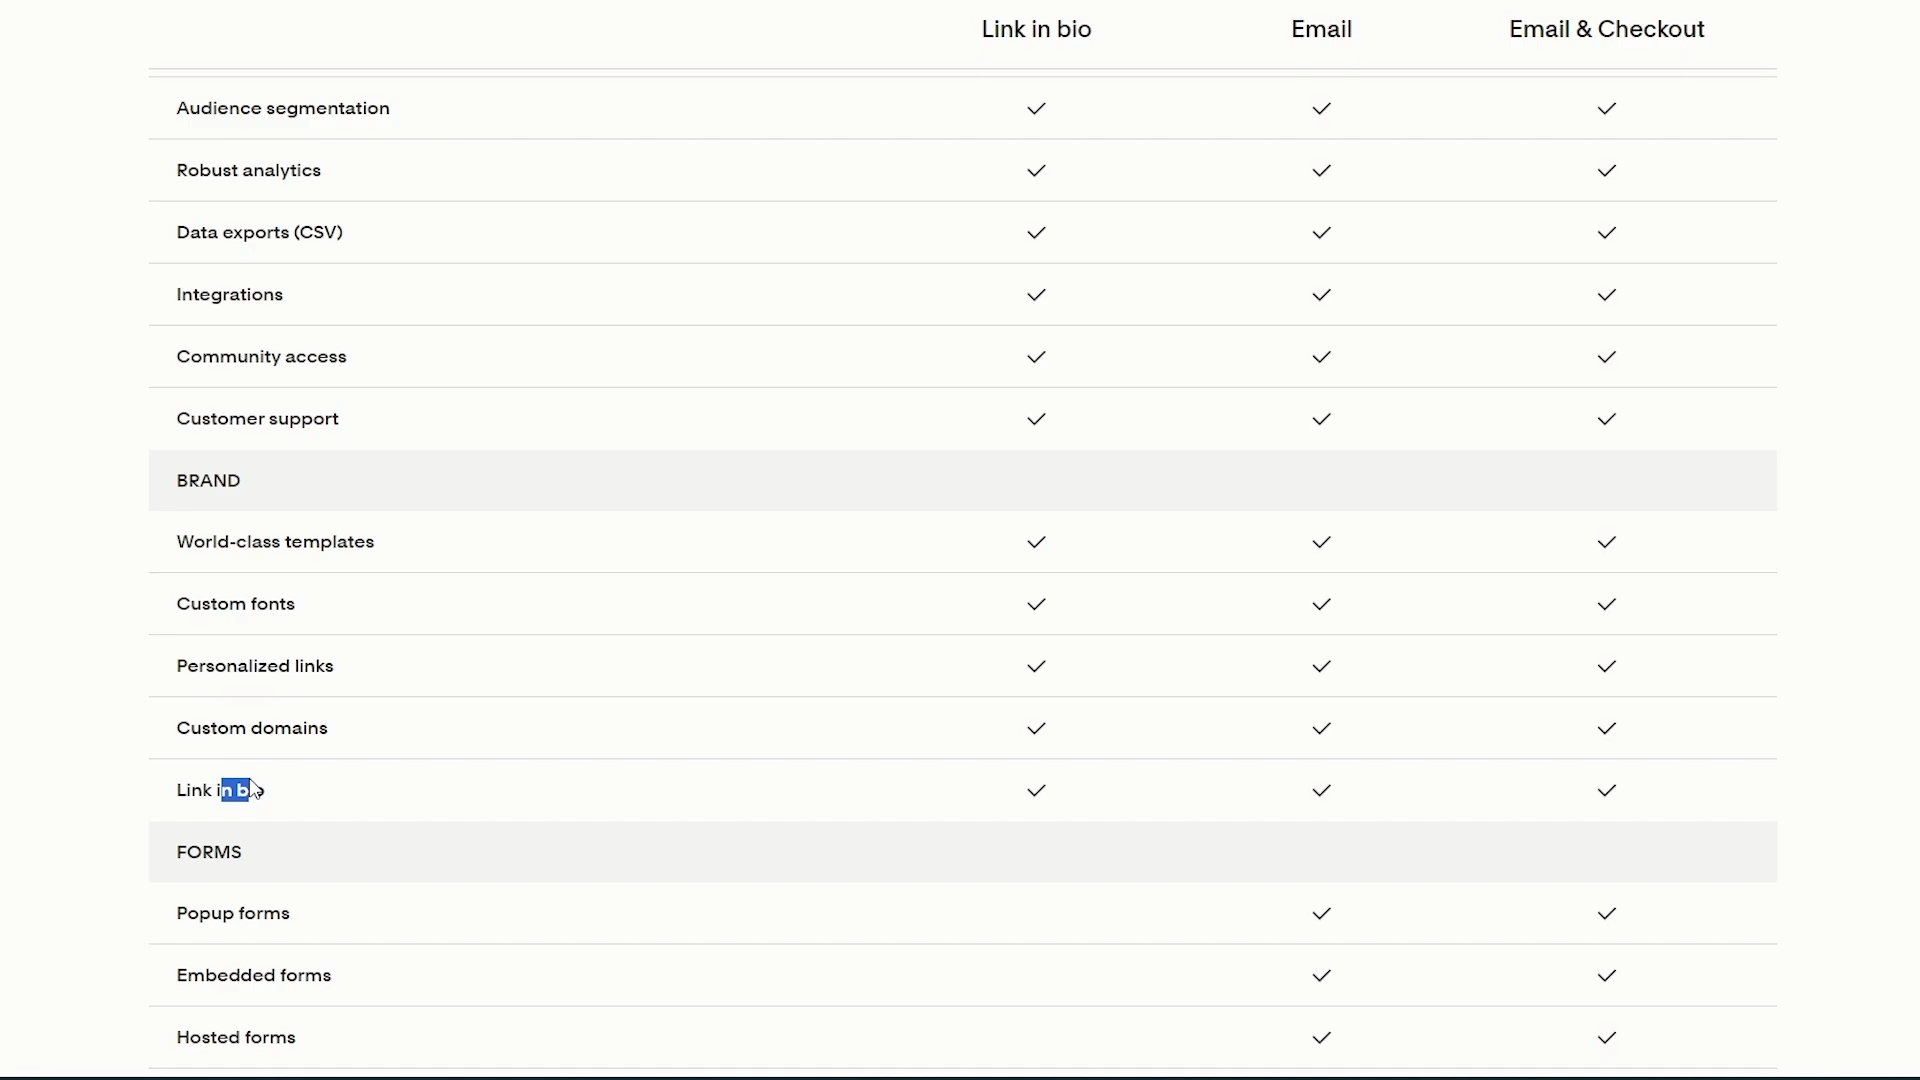 Link in bio Email Email & Checkout
Audience segmentation
Robust analytics
Data exports (CSV)
Integrations
Community access
Customer support
BRAND
World-class templates
Custom fonts
Personalized links
Custom domains
Link in bio
FORMS
Popup forms
Embedded forms
Hosted forms